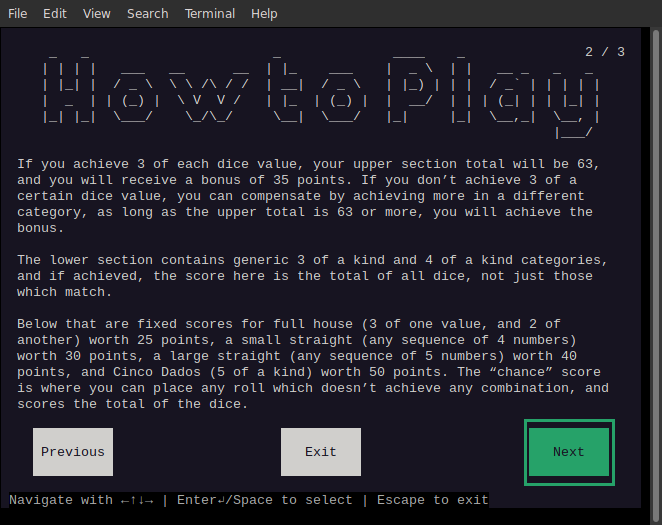 File Edit View Search Terminal Help
2 / 3
How to Play
If you achieve 3 of each dice value, your upper section total will be 63,
and you will receive a bonus of 35 points. If you don’t achieve 3 of a
certain dice value, you can compensate by achieving more in a different
category, as long as the upper total is 63 or more, you will achieve the
bonus.
The lower section contains generic 3 of a kind and 4 of a kind categories,
and if achieved, the score here is the total of all dice, not just those
which match.
Below that are fixed scores for full house (3 of one value, and 2 of
another) worth 25 points, a small straight (any sequence of 4 numbers)
worth 30 points, a large straight (any sequence of 5 numbers) worth 40
points, and Cinco Dados (5 of a kind) worth 50 points. The “chance” score
is where you can place any roll which doesn’t achieve any combination, and
scores the total of the dice.
Previous Exit Next
Navigate with ←↑↓→ | Enter↵/Space to select | Escape to exit